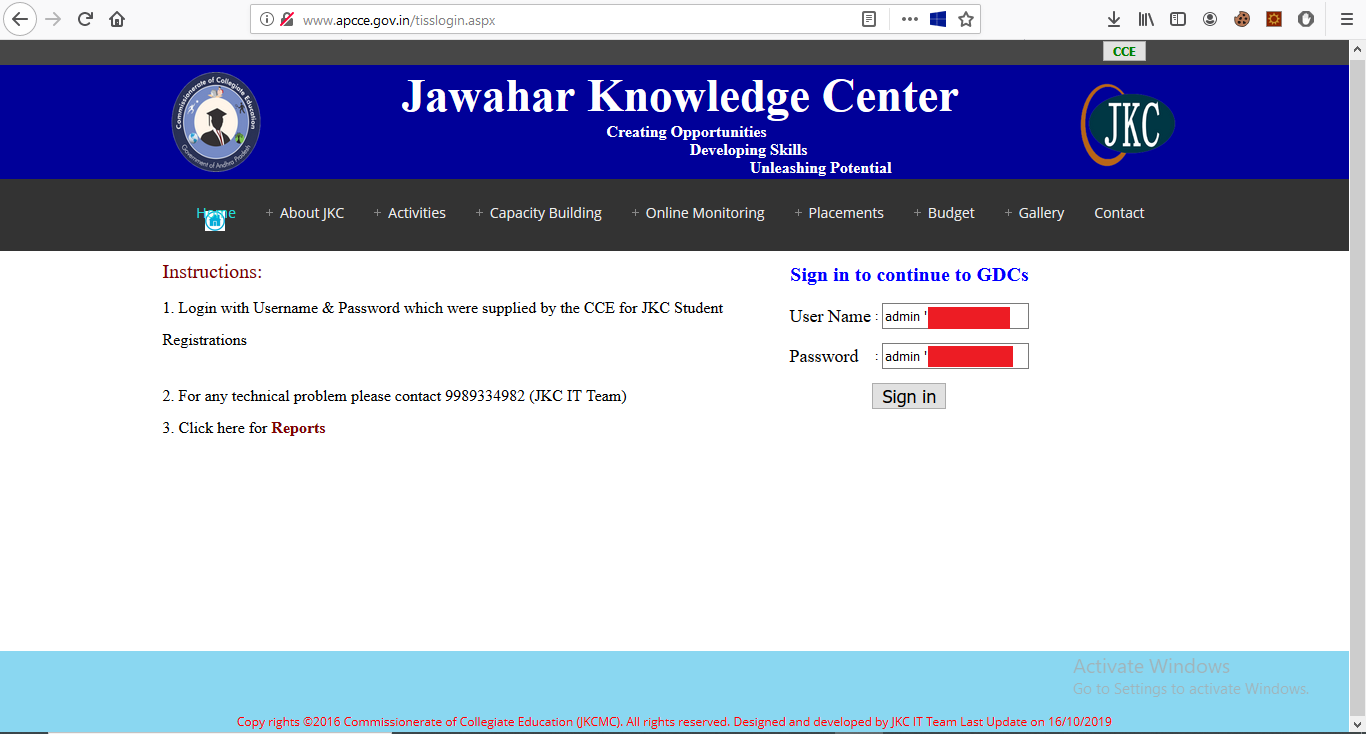 www.apcce.gov.in/tisslogin.aspx
CCE
Commissionerate of Collegiate Education
Government of Andhra Pradesh
Jawahar Knowledge Center
Creating Opportunities
Developing Skills
Unleashing Potential
JKC
Home + About JKC + Activities + Capacity Building + Online Monitoring + Placements + Budget + Gallery Contact
Instructions:
1. Login with Username & Password which were supplied by the CCE for JKC Student
Registrations
2. For any technical problem please contact 9989334982 (JKC IT Team)
3. Click here for Reports
Sign in to continue to GDCs
User Name : admin '
Password : admin '
Sign in
Activate Windows
Go to Settings to activate Windows.
Copy rights ©2016 Commissionerate of Collegiate Education (JKCMC). All rights reserved. Designed and developed by JKC IT Team Last Update on 16/10/2019